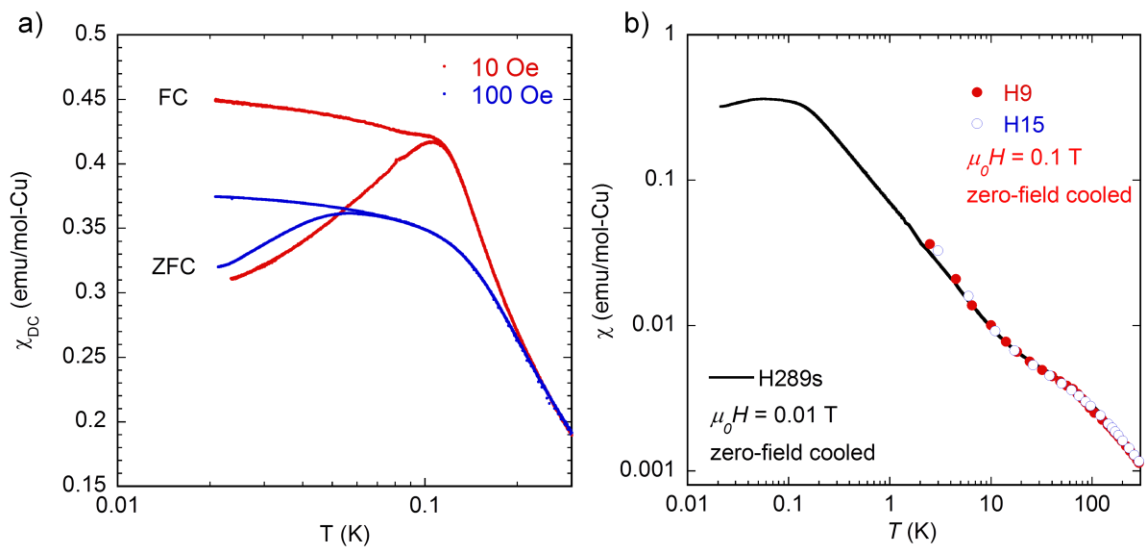 a)
0.5
0.45
0.4
0.35
0.3
0.25
0.2
0.15
χ_DC (emu/mol-Cu)
10 Oe
100 Oe
FC
ZFC
0.01
0.1
T (K)
b)
1
0.1
0.01
0.001
χ (emu/mol-Cu)
H9
H15
μ₀H = 0.1 T
zero-field cooled
H289s
μ₀H = 0.01 T
zero-field cooled
0.01
0.1
1
10
100
T (K)